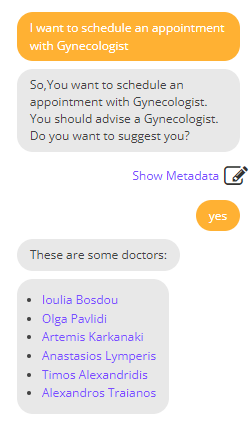 I want to schedule an appointment
with Gynecologist
So,You want to schedule an
appointment with Gynecologist.
You should advise a Gynecologist.
Do you want to suggest you?
Show Metadata
yes
These are some doctors:
Ioulia Bosdou
Olga Pavlidi
Artemis Karkanaki
Anastasios Lymperis
Timos Alexandridis
Alexandros Traianos